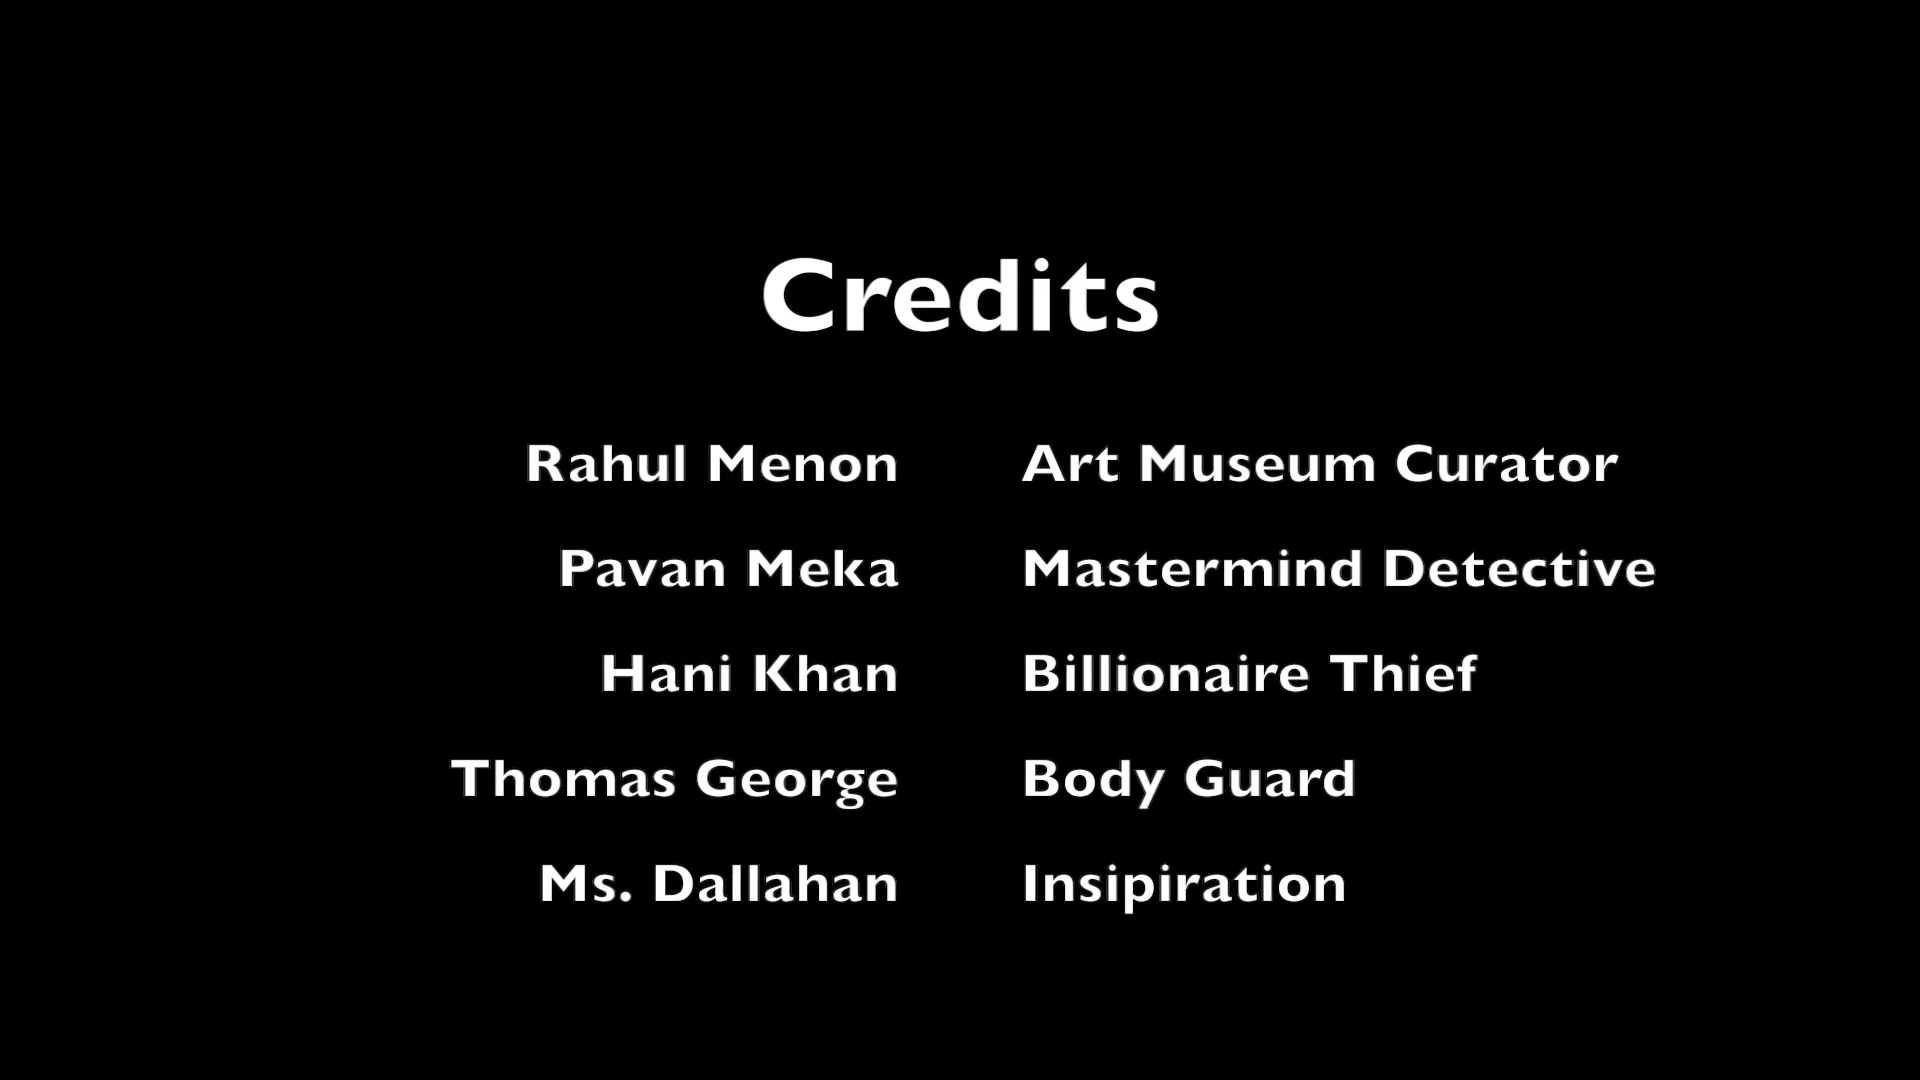 Credits
Rahul Menon Art Museum Curator
Pavan Meka Mastermind Detective
Hani Khan Billionaire Thief
Thomas George Body Guard
Ms. Dallahan Insipiration